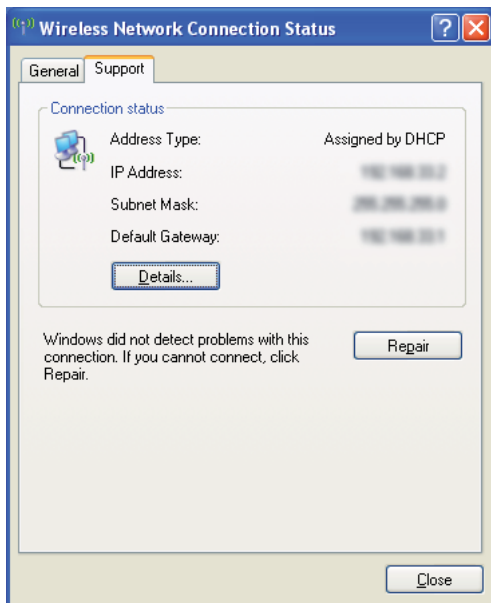 Wireless Network Connection Status
General Support
Connection status
Address Type: Assigned by DHCP
IP Address:
Subnet Mask:
Default Gateway:
Details...
Windows did not detect problems with this
connection. If you cannot connect, click
Repair.
Repair
Close